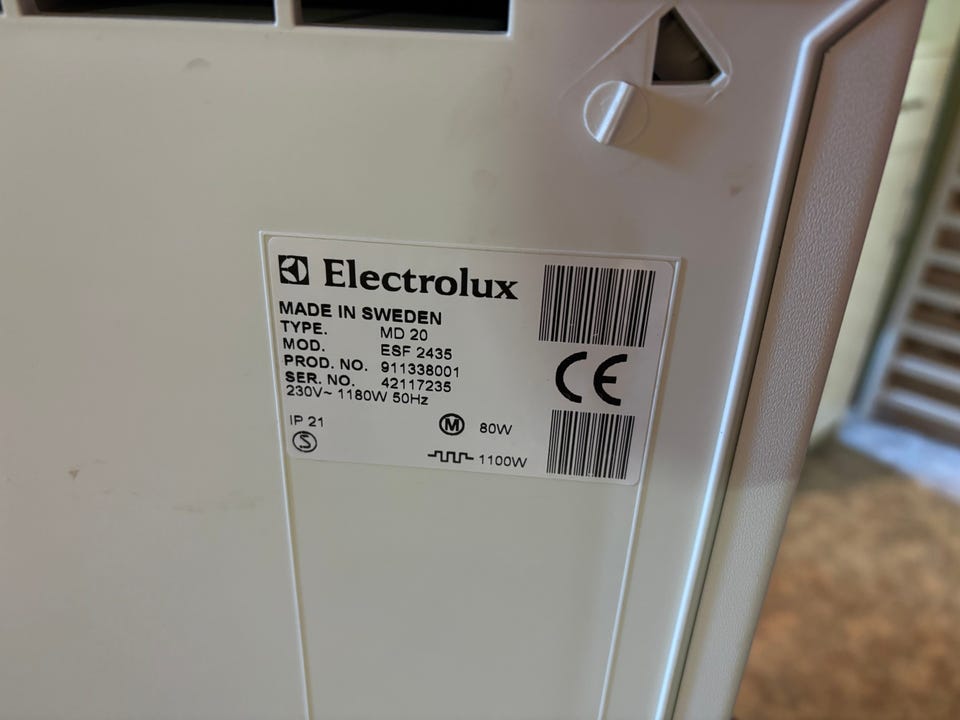 Electrolux
MADE IN SWEDEN
TYPE. MD 20
MOD. ESF 2435
PROD. NO. 911338001
SER. NO. 42117235
230V~ 1180W 50Hz
IP 21
S
M 80W
1100W
CE